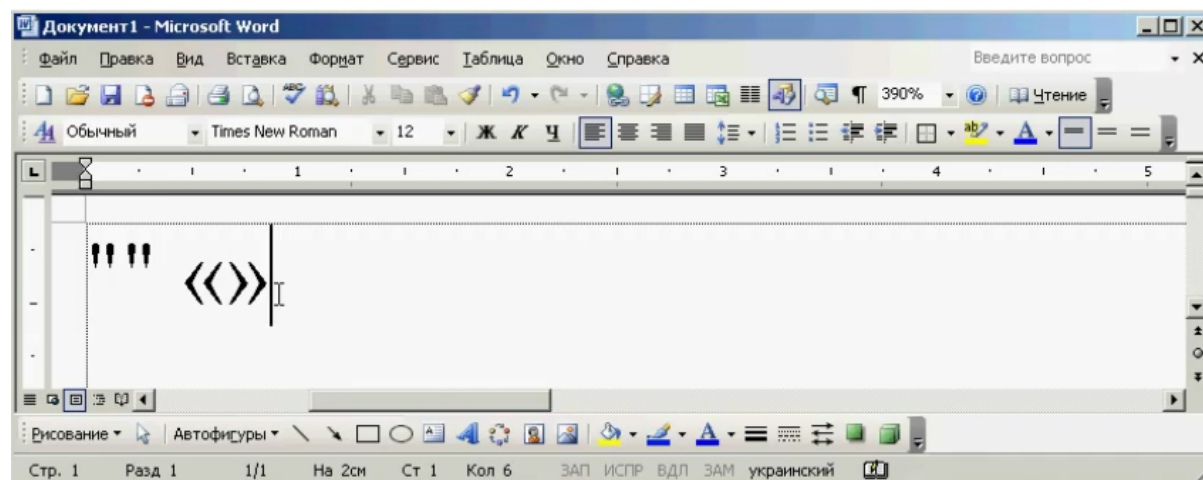 Документ1 - Microsoft Word
Файл Правка Вид Вставка Формат Сервис Таблица Окно Справка Введите вопрос
390% Чтение
Обычный Times New Roman 12 Ж К Ч
1 2 3 4 5
"" «»
Рисование Автофигуры
Стр. 1 Разд 1 1/1 На 2см Ст 1 Кол 6 ЗАП ИСПР ВДЛ ЗАМ украинский